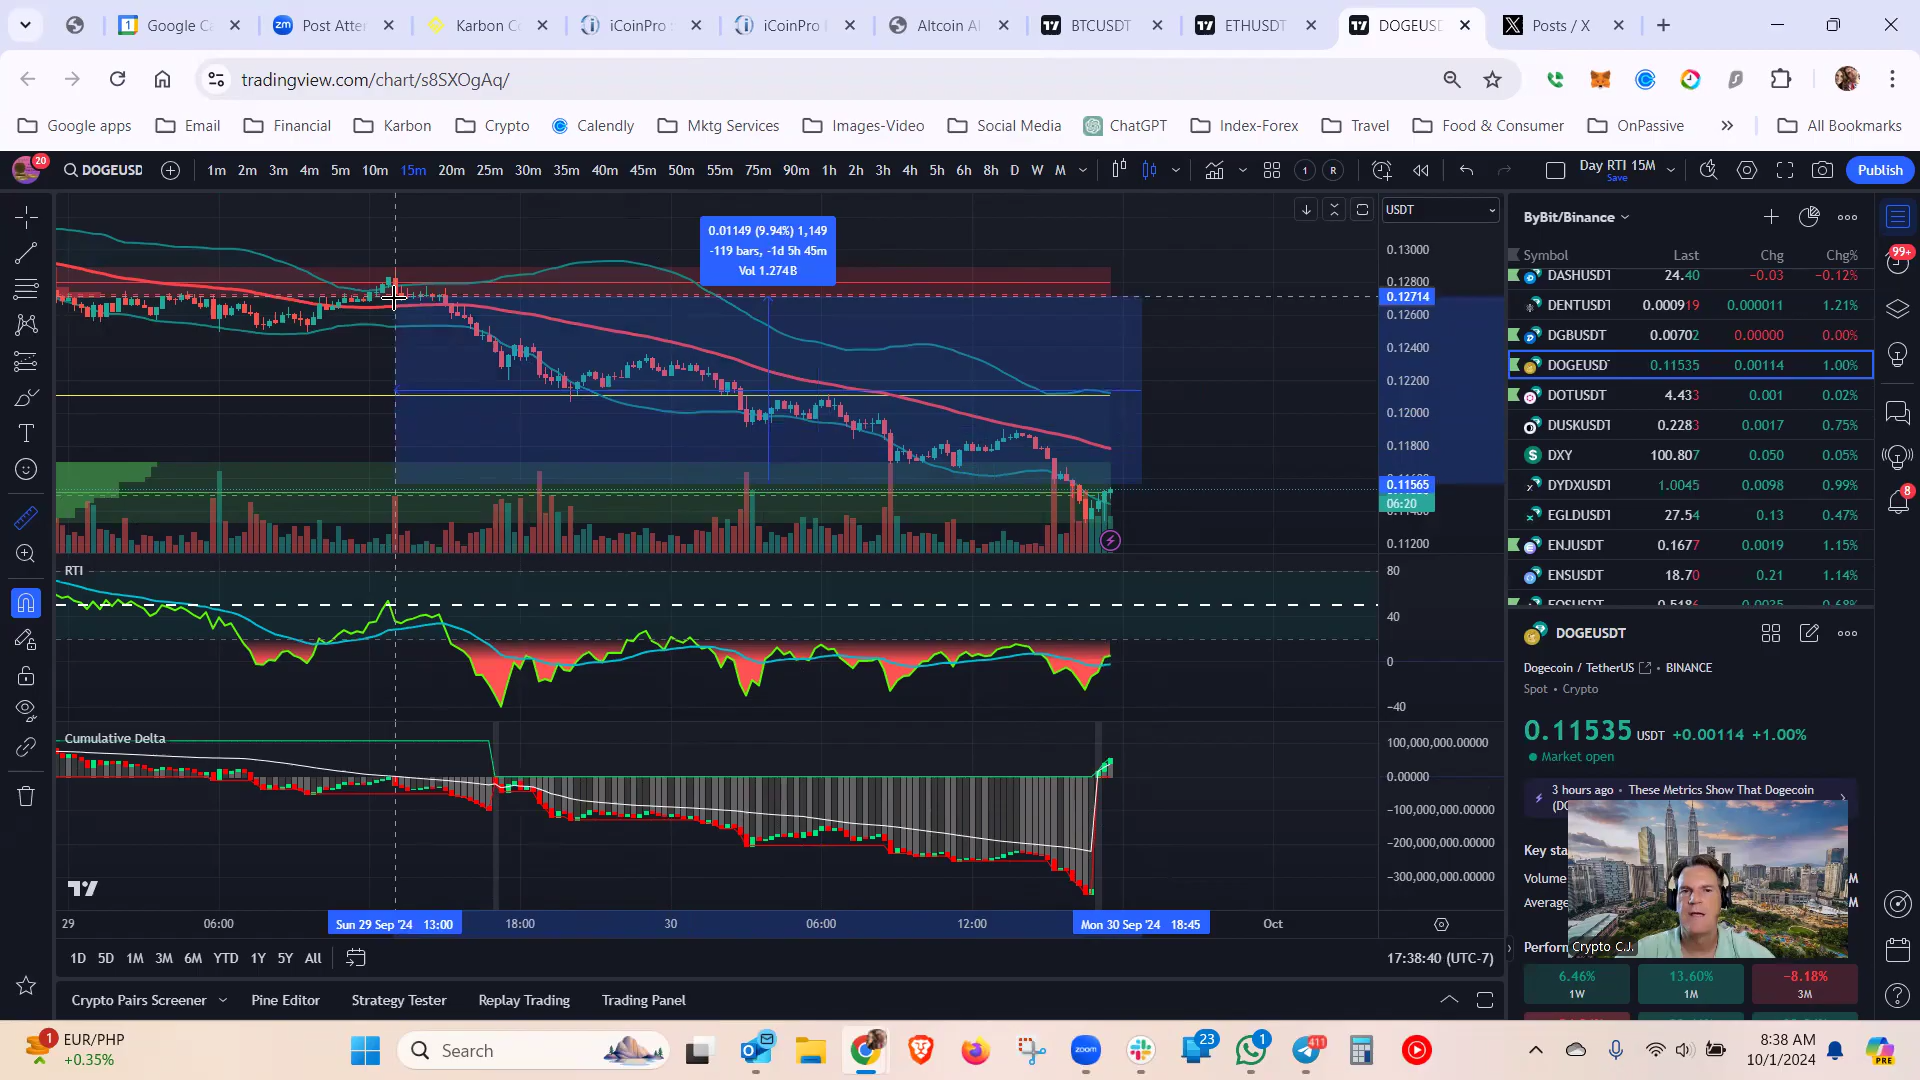 Google Ca
Post Atter
Karbon Ce
iCoinPro
iCoinPro
Altcoin Al
BTCUSDT
ETHUSDT
DOGEUSD
Posts / X
tradingview.com/chart/s8SXOgAq/
Google apps
Email
Financial
Karbon
Crypto
Calendly
Mktg Services
Images-Video
Social Media
ChatGPT
Index-Forex
Travel
Food & Consumer
OnPassive
All Bookmarks
20
DOGEUSD
1m 2m 3m 4m 5m 10m 15m 20m 25m 30m 35m 40m 45m 50m 55m 75m 90m 1h 2h 3h 4h 5h 6h 8h D W M
1 R
Day RTI 15M
Save
Publish
0.01149 (9.94%) 1,149
-119 bars, -1d 5h 45m
Vol 1.274B
USDT
0.13000
0.12800
0.12714
0.12600
0.12400
0.12200
0.12000
0.11800
0.11565
06:20
0.11200
RTI
80
40
0
−40
Cumulative Delta
100,000,000.00000
0.00000
−100,000,000.00000
−200,000,000.00000
−300,000,000.00000
29 06:00 Sun 29 Sep '24 13:00 18:00 30 06:00 12:00 Mon 30 Sep '24 18:45 Oct
1D 5D 1M 3M 6M YTD 1Y 5Y All
17:38:40 (UTC-7)
Crypto Pairs Screener
Pine Editor
Strategy Tester
Replay Trading
Trading Panel
ByBit/Binance
Symbol Last Chg Chg%
DASHUSDT 24.40 −0.03 −0.12%
DENTUSDT 0.000919 0.000011 1.21%
DGBUSDT 0.00702 0.00000 0.00%
DOGEUSD 0.11535 0.00114 1.00%
DOTUSDT 4.433 0.001 0.02%
DUSKUSDT 0.2283 0.0017 0.75%
DXY 100.807 0.050 0.05%
DYDXUSDT 1.0045 0.0098 0.99%
EGLDUSDT 27.54 0.13 0.47%
ENJUSDT 0.1677 0.0019 1.15%
ENSUSDT 18.70 0.21 1.14%
DOGEUSDT
Dogecoin / TetherUS
BINANCE
Spot • Crypto
0.11535 USDT +0.00114 +1.00%
Market open
3 hours ago • These Metrics Show That Dogecoin
Key sta
Volume M
Average M
Perform
Crypto C.J.
6.46%
1W
13.60%
1M
−8.18%
3M
99+
8
EUR/PHP
+0.35%
1
Search
zoom
23
1
411
8:38 AM
10/1/2024
PRE